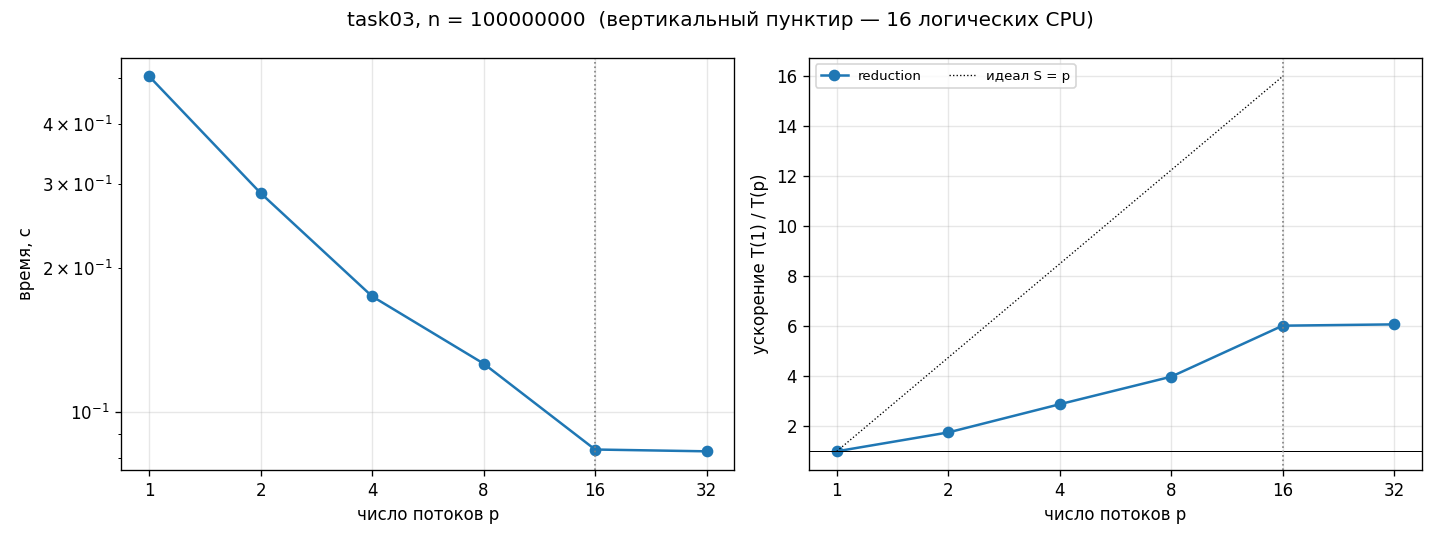 task03, n = 100000000  (вертикальный пунктир — 16 логических CPU)
время, с
4 × 10⁻¹
3 × 10⁻¹
2 × 10⁻¹
10⁻¹
1 2 4 8 16 32
число потоков p
ускорение T(1) / T(p)
reduction идеал S = p
16
14
12
10
8
6
4
2
1 2 4 8 16 32
число потоков p